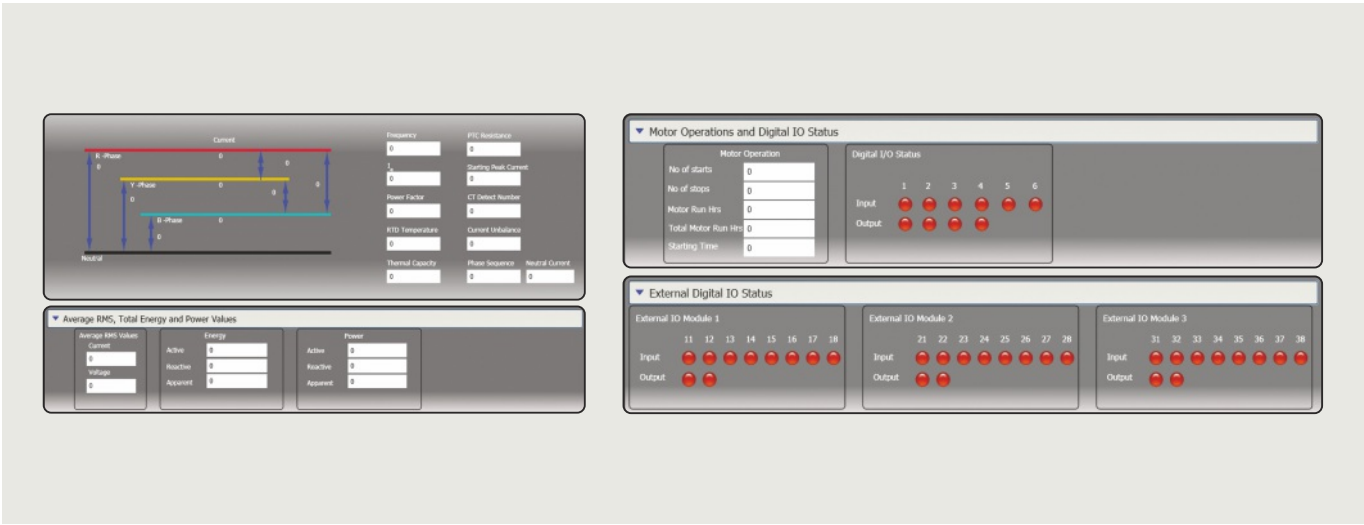 Current
R -Phase 0
0 0
Y -Phase 0 0
0 0
B -Phase 0
0
Neutral
Frequency PTC Resistance
0 0
0 Starting Peak Current
0
Power Factor CT Detect Number
0 0
RTD Temperature Current Unbalance
0 0
Thermal Capacity Phase Sequence Neutral Current
0 0 0
Average RMS, Total Energy and Power Values
Average RMS Values
Current
0
Voltage
0
Energy
Active 0
Reactive 0
Apparent 0
Power
Active 0
Reactive 0
Apparent 0
Motor Operations and Digital IO Status
Motor Operation
No of starts 0
No of stops 0
Motor Run Hrs 0
Total Motor Run Hrs 0
Starting Time 0
Digital I/O Status
1 2 3 4 5 6
Input
Output
External Digital IO Status
External IO Module 1
11 12 13 14 15 16 17 18
Input
Output
External IO Module 2
21 22 23 24 25 26 27 28
Input
Output
External IO Module 3
31 32 33 34 35 36 37 38
Input
Output